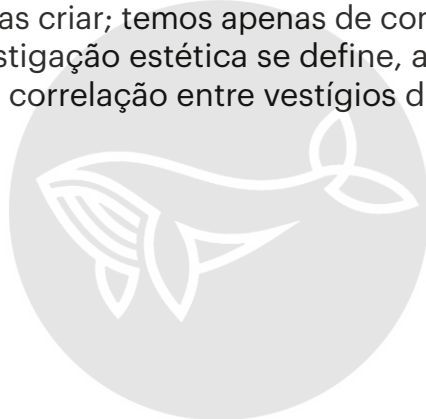 as criar; temos apenas de cor
stigação estética se define, a
correlação entre vestígios d